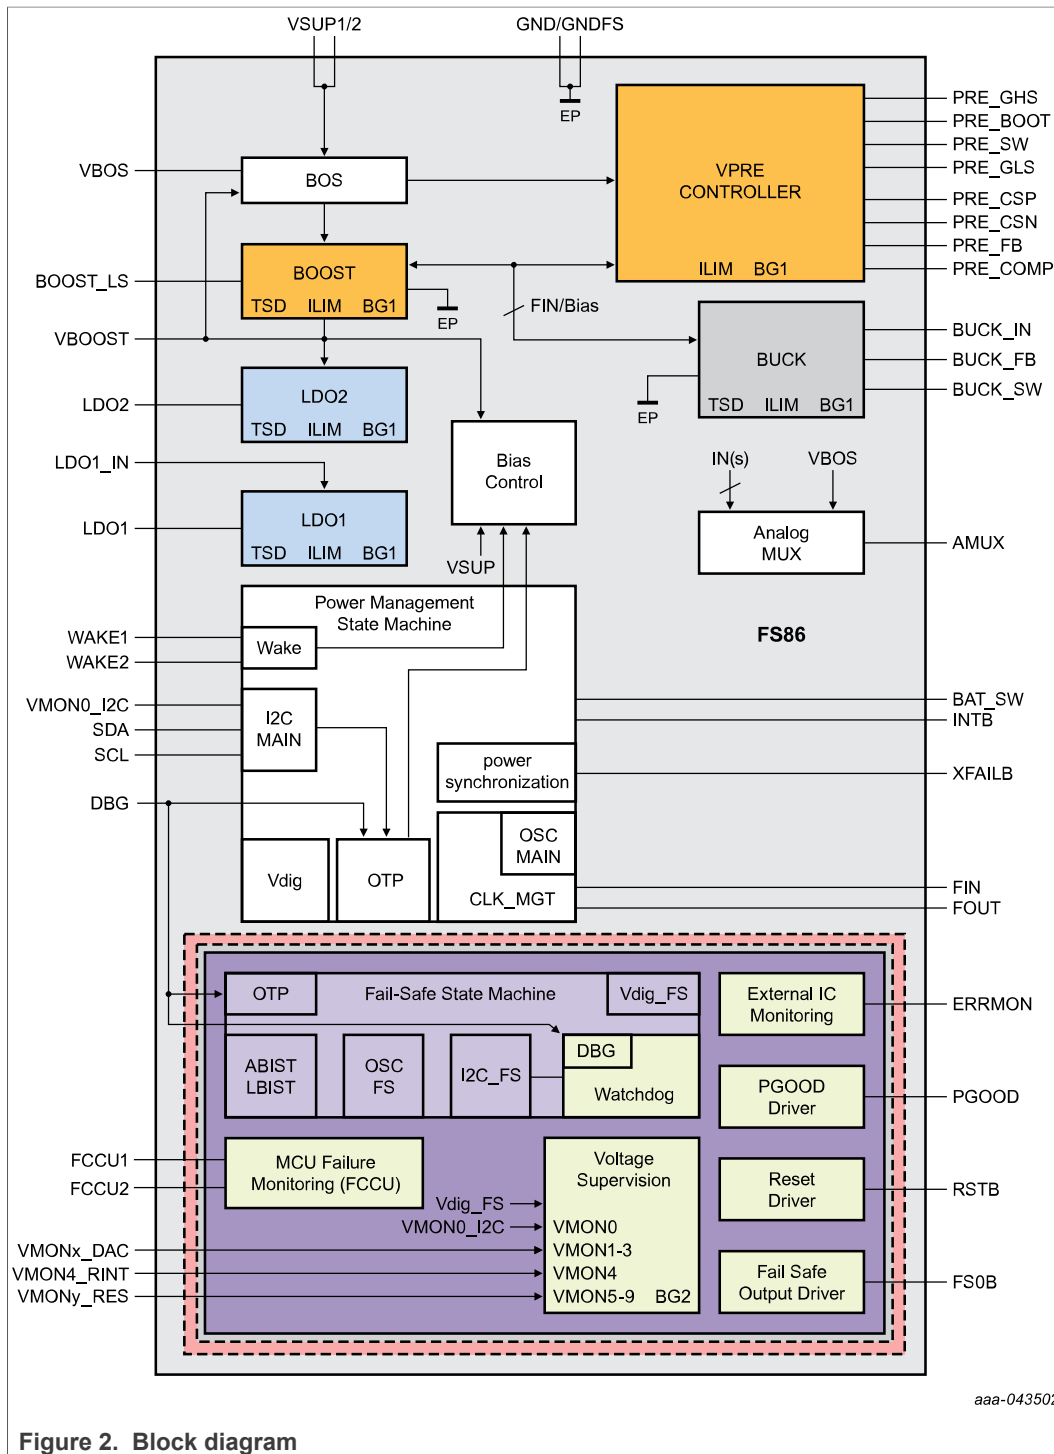 VSUP1/2
GND/GNDFS
EP
PRE_GHS
PRE_BOOT
PRE_SW
PRE_GLS
PRE_CSP
PRE_CSN
PRE_FB
PRE_COMP
VPRE
CONTROLLER
ILIM BG1
VBOS
BOS
BOOST_LS
BOOST
TSD ILIM BG1
EP
FIN/Bias
VBOOST
BUCK_IN
BUCK_FB
BUCK_SW
BUCK
TSD ILIM BG1
EP
LDO2
LDO2
TSD ILIM BG1
LDO1_IN
LDO1
LDO1
TSD ILIM BG1
Bias
Control
VSUP
IN(s)
VBOS
Analog
MUX
AMUX
FS86
Power Management
State Machine
WAKE1
WAKE2
Wake
VMON0_I2C
SDA
SCL
I2C
MAIN
BAT_SW
INTB
power
synchronization
XFAILB
DBG
OSC
MAIN
Vdig
OTP
CLK_MGT
FIN
FOUT
OTP
Fail-Safe State Machine
Vdig_FS
External IC
Monitoring
ERRMON
ABIST
LBIST
OSC
FS
I2C_FS
DBG
Watchdog
PGOOD
Driver
PGOOD
FCCU1
FCCU2
MCU Failure
Monitoring (FCCU)
Voltage
Supervision
Reset
Driver
RSTB
Vdig_FS
VMON0_I2C
VMON0
VMONx_DAC
VMON1-3
VMON4_RINT
VMON4
VMONy_RES
VMON5-9 BG2
Fail Safe
Output Driver
FS0B
aaa-043502
Figure 2. Block diagram